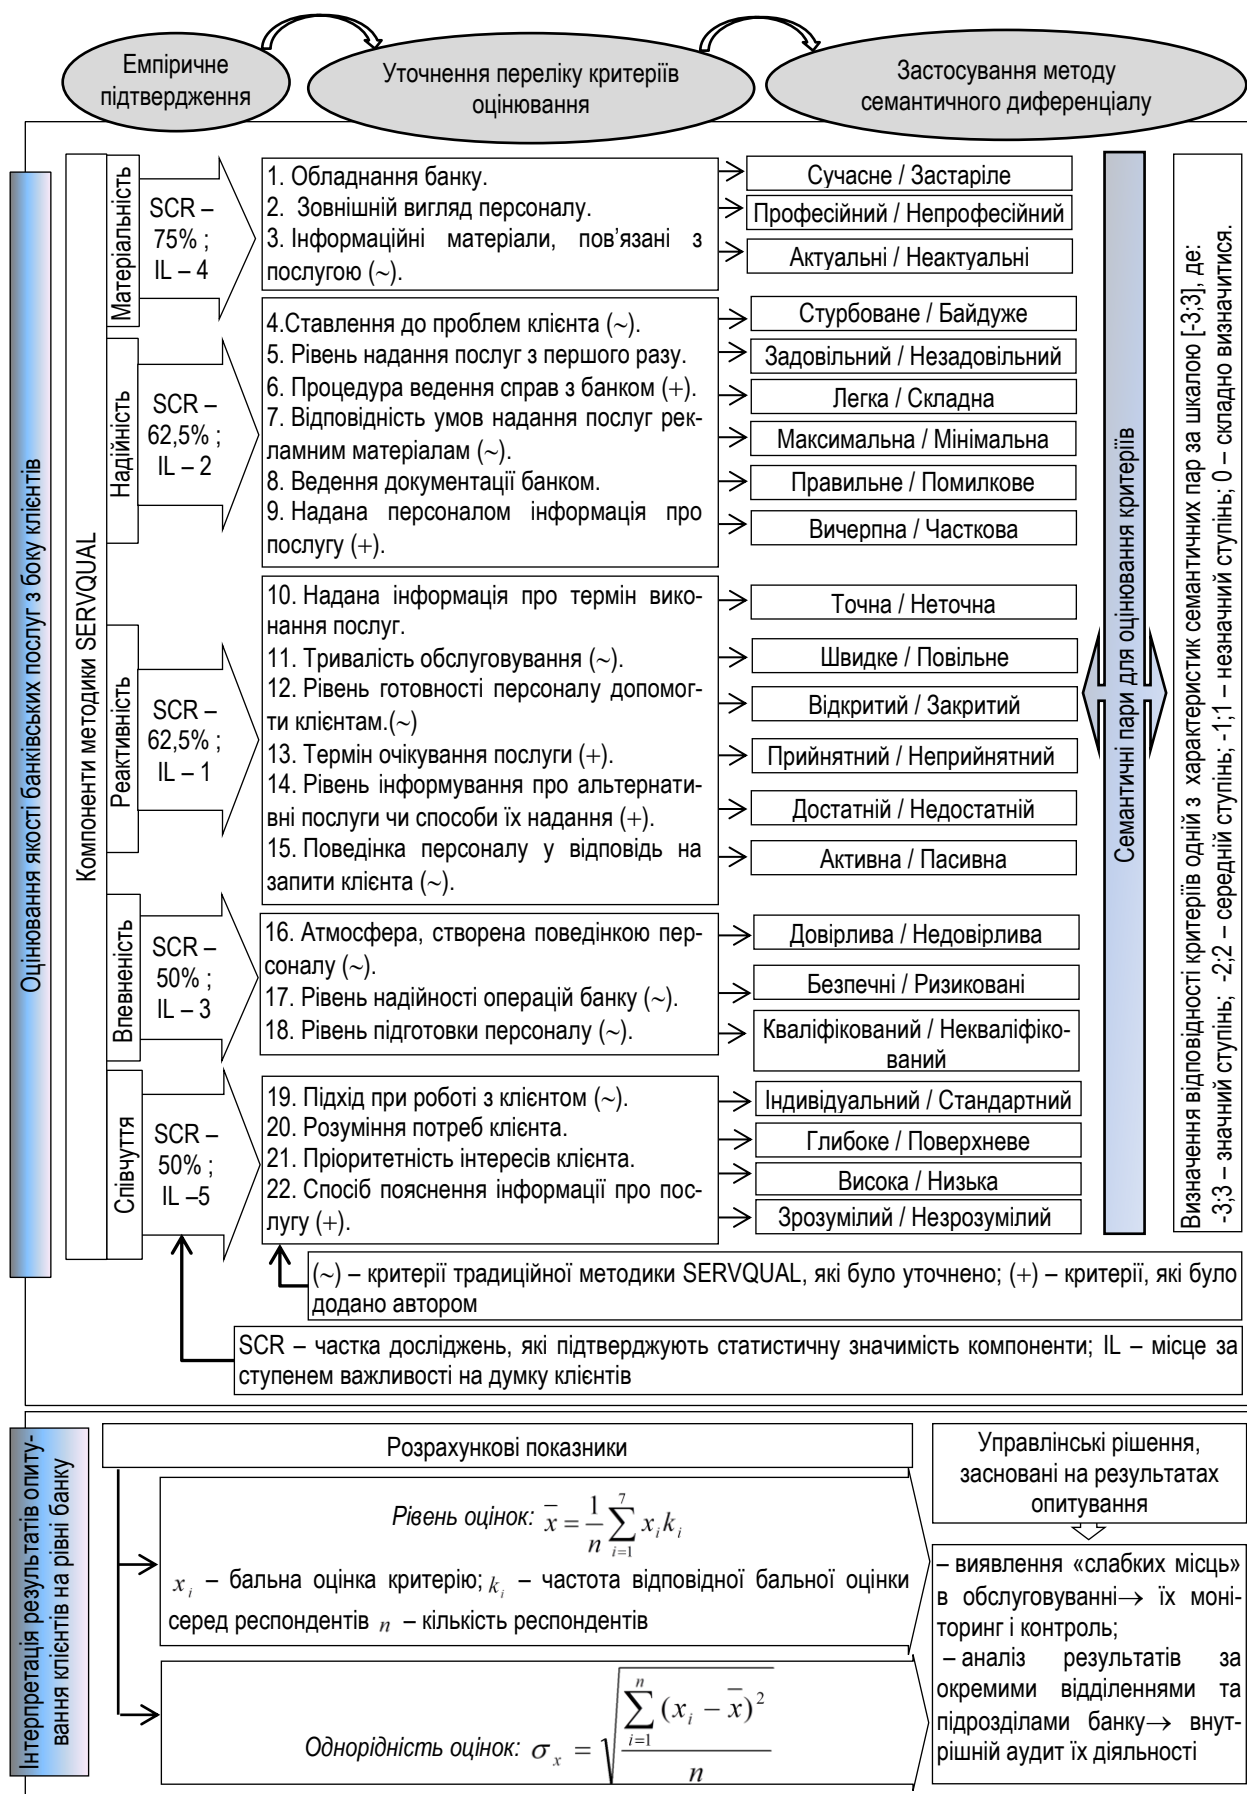 Емпіричне
підтвердження
Уточнення переліку критеріїв
оцінювання
Застосування методу
семантичного диференціалу
Оцінювання якості банківських послуг з боку клієнтів
Компоненти методики SERVQUAL
Матеріальність
SCR –
75% ;
IL – 4
1. Обладнання банку.
2. Зовнішній вигляд персоналу.
3. Інформаційні матеріали, пов’язані з
послугою (~).
Сучасне / Застаріле
Професійний / Непрофесійний
Актуальні / Неактуальні
Надійність
SCR –
62,5% ;
IL – 2
4.Ставлення до проблем клієнта (~).
5. Рівень надання послуг з першого разу.
6. Процедура ведення справ з банком (+).
7. Відповідність умов надання послуг рек-
ламним матеріалам (~).
8. Ведення документації банком.
9. Надана персоналом інформація про
послугу (+).
Стурбоване / Байдуже
Задовільний / Незадовільний
Легка / Складна
Максимальна / Мінімальна
Правильне / Помилкове
Вичерпна / Часткова
Реактивність
SCR –
62,5% ;
IL – 1
10. Надана інформація про термін вико-
нання послуг.
11. Тривалість обслуговування (~).
12. Рівень готовності персоналу допомог-
ти клієнтам.(~)
13. Термін очікування послуги (+).
14. Рівень інформування про альтернати-
вні послуги чи способи їх надання (+).
15. Поведінка персоналу у відповідь на
запити клієнта (~).
Точна / Неточна
Швидке / Повільне
Відкритий / Закритий
Прийнятний / Неприйнятний
Достатній / Недостатній
Активна / Пасивна
Впевненість
SCR –
50% ;
IL – 3
16. Атмосфера, створена поведінкою пер-
соналу (~).
17. Рівень надійності операцій банку (~).
18. Рівень підготовки персоналу (~).
Довірлива / Недовірлива
Безпечні / Ризиковані
Кваліфікований / Некваліфіко-
ваний
Співчуття
SCR –
50% ;
IL –5
19. Підхід при роботі з клієнтом (~).
20. Розуміння потреб клієнта.
21. Пріоритетність інтересів клієнта.
22. Спосіб пояснення інформації про пос-
лугу (+).
Індивідуальний / Стандартний
Глибоке / Поверхневе
Висока / Низька
Зрозумілий / Незрозумілий
Семантичні пари для оцінювання критеріїв
Визначення відповідності критеріїв одній з характеристик семантичних пар за шкалою [-3;3], де:
-3;3 – значний ступінь; -2;2 – середній ступінь; -1;1 – незначний ступінь; 0 – складно визначитися.
(~) – критерії традиційної методики SERVQUAL, які було уточнено; (+) – критерії, які було
додано автором
SCR – частка досліджень, які підтверджують статистичну значимість компоненти; IL – місце за
ступенем важливості на думку клієнтів
Інтерпретація результатів опиту-
вання клієнтів на рівні банку
Розрахункові показники
Рівень оцінок: x̄ = 1/n ∑_{i=1}^{7} x_i k_i
x_i – бальна оцінка критерію; k_i – частота відповідної бальної оцінки
серед респондентів n – кількість респондентів
Однорідність оцінок: σ_x = √(∑_{i=1}^{n} (x_i − x̄)² / n)
Управлінські рішення,
засновані на результатах
опитування
– виявлення «слабких місць»
в обслуговуванні→ їх моні-
торинг і контроль;
– аналіз результатів за
окремими відділеннями та
підрозділами банку→ внут-
рішній аудит їх діяльності